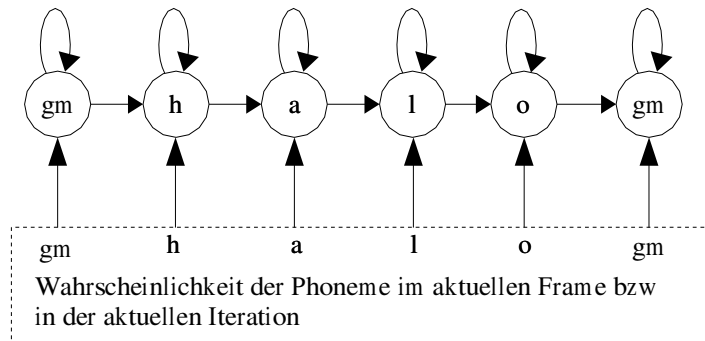 gm h a l o gm
gm h a l o gm
Wahrscheinlichkeit der Phoneme im aktuellen Frame bzw
in der aktuellen Iteration